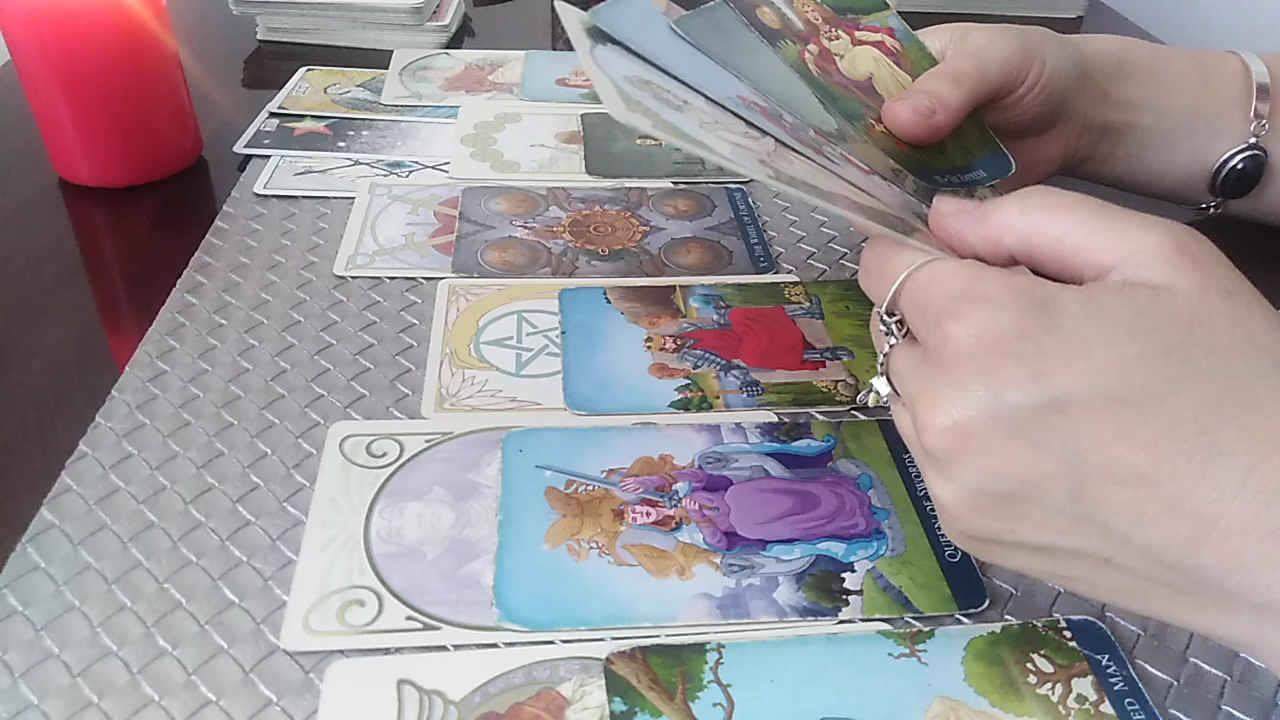 X • THE WHEEL OF FORTUNE
QUEEN OF SWORDS
ED MAN